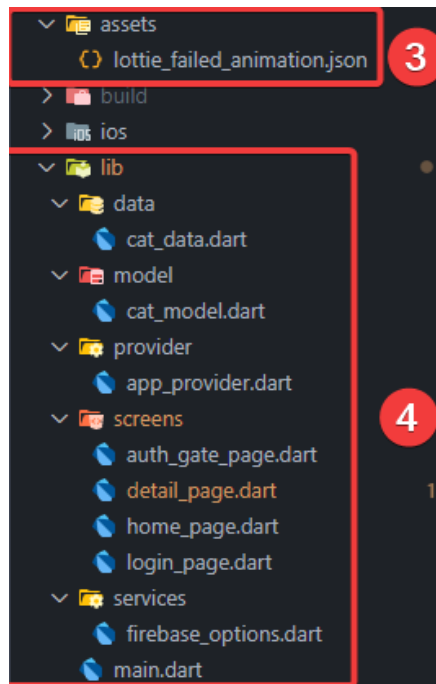 assets
{} lottie_failed_animation.json
3
build
ios
lib
data
cat_data.dart
model
cat_model.dart
provider
app_provider.dart
screens
4
auth_gate_page.dart
detail_page.dart 1
home_page.dart
login_page.dart
services
firebase_options.dart
main.dart